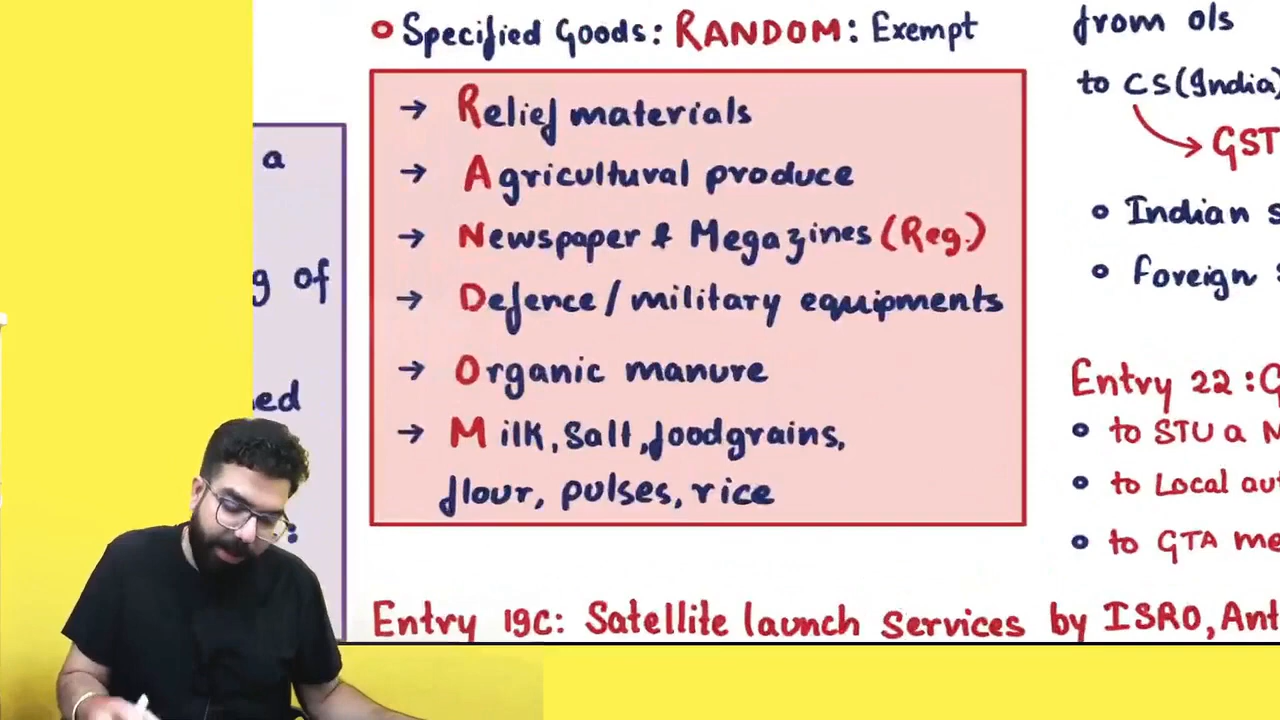 Specified Goods: RANDOM: Exempt
→ Relief materials
→ Agricultural produce
→ Newspaper & Megazines (Reg.)
→ Defence/military equipments
→ Organic manure
→ Milk, Salt, foodgrains,
flour, pulses, rice
Entry 19C: Satellite launch services by ISRO, Ant
a
g of
ed
:
from o/s
to CS (India)
→ GST
Indian s
Foreign
Entry 22: G
to STU a
to Local au
to GTA me